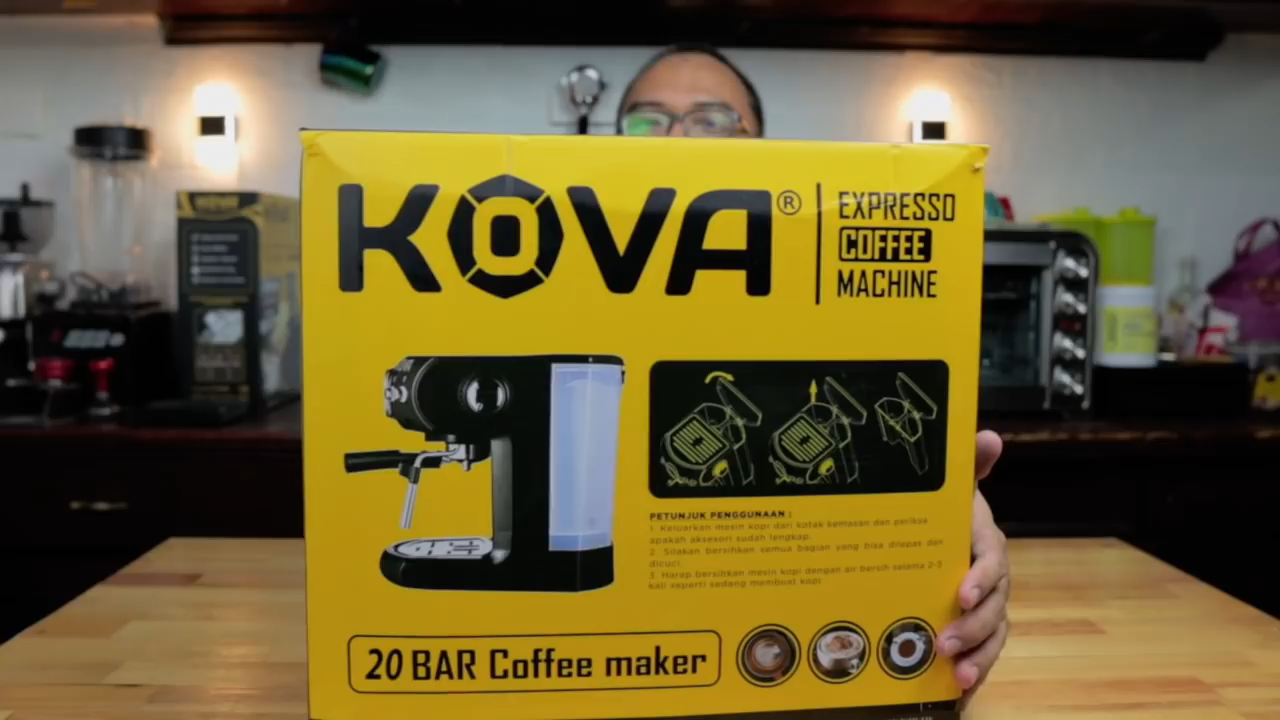 KOVA®
EXPRESSO
COFFEE
MACHINE
PETUNJUK PENGGUNAAN :
1. Keluarkan mesin kopi dari kotak kemasan dan periksa
apakah aksesori sudah lengkap.
2. Silakan bersihkan semua bagian yang bisa dilepas dan
dicuci.
3. Harap bersihkan mesin kopi dengan air bersih selama 2-3
kali seperti sedang membuat kopi
20 BAR Coffee maker